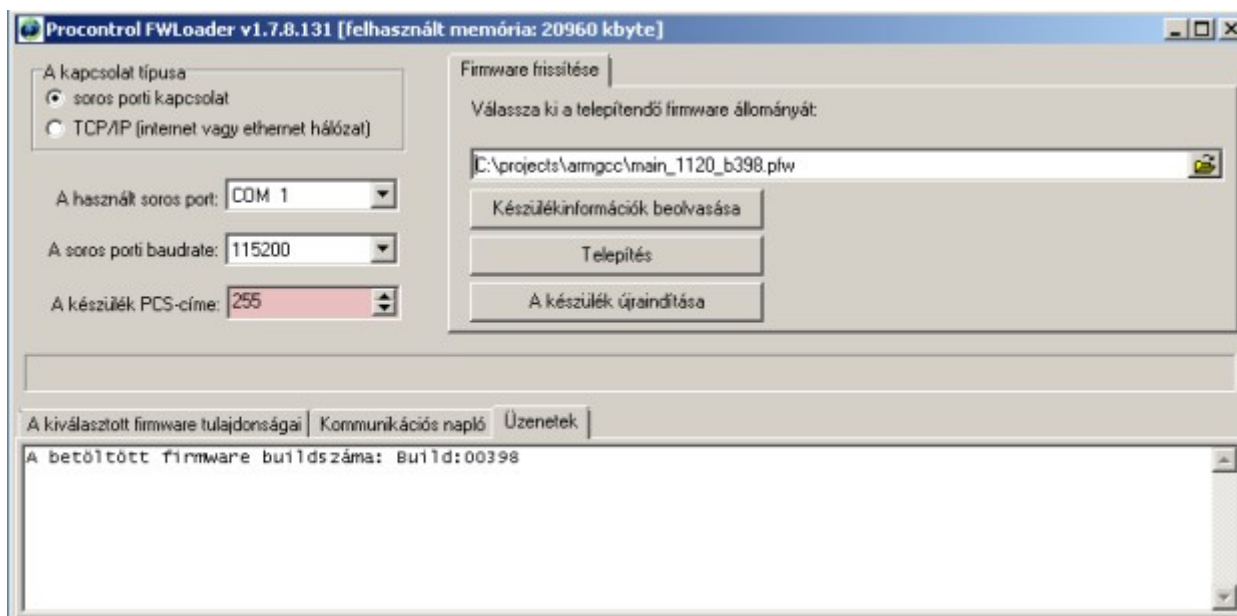 Procontrol FWLoader v1.7.8.131 [felhasznált memória: 20960 kbyte]
A kapcsolat típusa
soros porti kapcsolat
TCP/IP (internet vagy ethernet hálózat)
A használt soros port: COM 1
A soros porti baudrate: 115200
A készülék PCS-címe: 255
Firmware frissítése
Válassza ki a telepítendő firmware állományát:
C:\projects\armgcc\main_1120_b398.pfw
Készülékinformációk beolvasása
Telepítés
A készülék újraindítása
A kiválasztott firmware tulajdonságai Kommunikációs napló Üzenetek
A betöltött firmware buildszáma: Build:00398